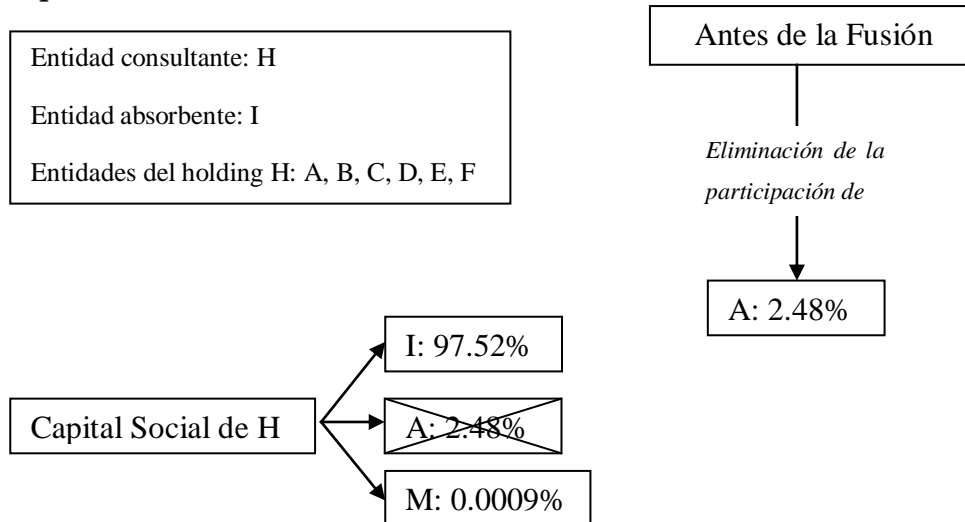 Entidad consultante: H
Entidad absorbente: I
Entidades del holding H: A, B, C, D, E, F
Antes de la Fusión
Eliminación de la
participación de
A: 2.48%
Capital Social de H
I: 97.52%
A: 2.48%
M: 0.0009%